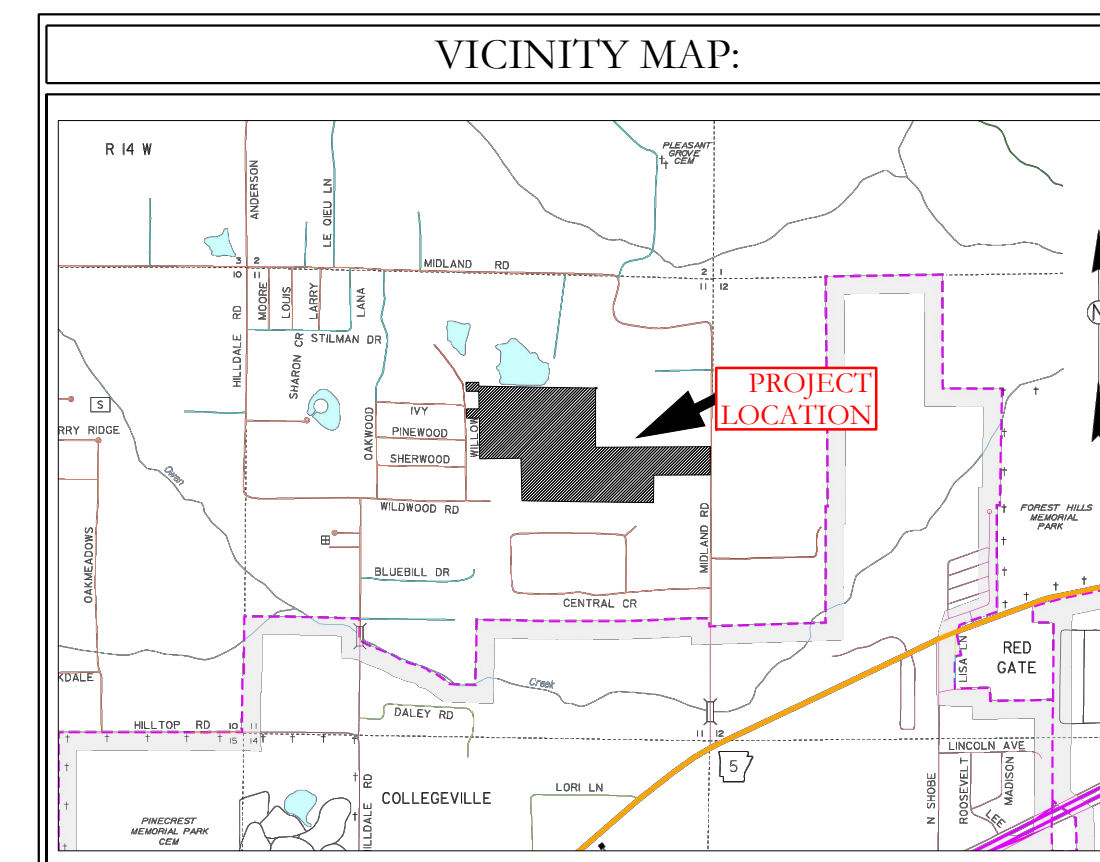 VICINITY MAP:
R 14 W
PLEASANT
GROVE
CEM
ANDERSON
LE QIEU LN
MIDLAND RD
3 2
10 11
2 1
11 12
HILLDALE RD
MOORE
LOUIS
LARRY
LANA
SHARON CR
STILMAN DR
N
PROJECT
LOCATION
S
RRY RIDGE
OAKWOOD
IVY
PINEWOOD
SHERWOOD
WILLOW
WILDWOOD RD
Owen
OAKMEADOWS
MIDLAND RD
FOREST HILLS
MEMORIAL
PARK
BLUEBILL DR
CENTRAL CR
LISA LN
RED
GATE
KDALE
Creek
DALEY RD
HILLTOP RD
10 11
15 14
11 12
5
LINCOLN AVE
N SHOBE
ROOSEVELT
MADISON
LEE
LORI LN
COLLEGEVILLE
ILLDALE RD
PINECREST
MEMORIAL PARK
CEM